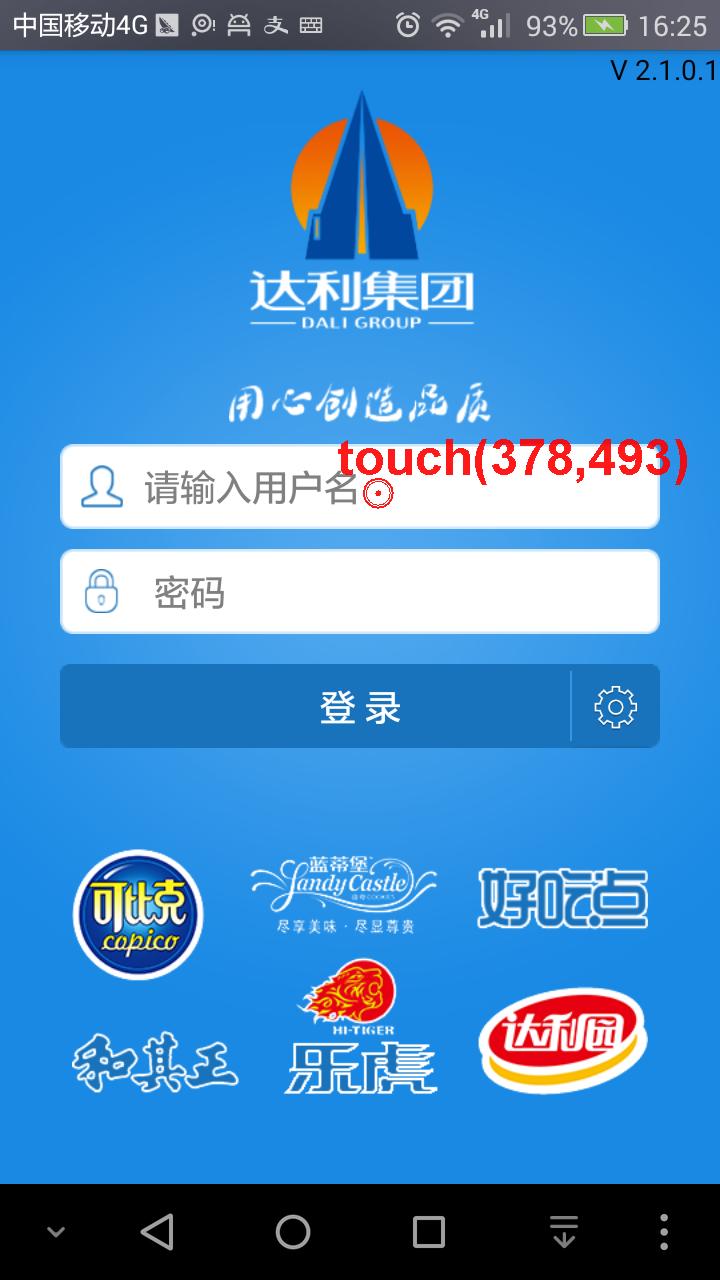 中国移动4G
4G
93%
16:25
V 2.1.0.1
达利集团
DALI GROUP
用心创造品质
touch(378,493)
请输入用户名
密码
登录
可比克
copico
蓝蒂堡
Landy Castle
尽享美味·尽显尊贵
好吃点
HI-TIGER
乐虎
和其正
达利园